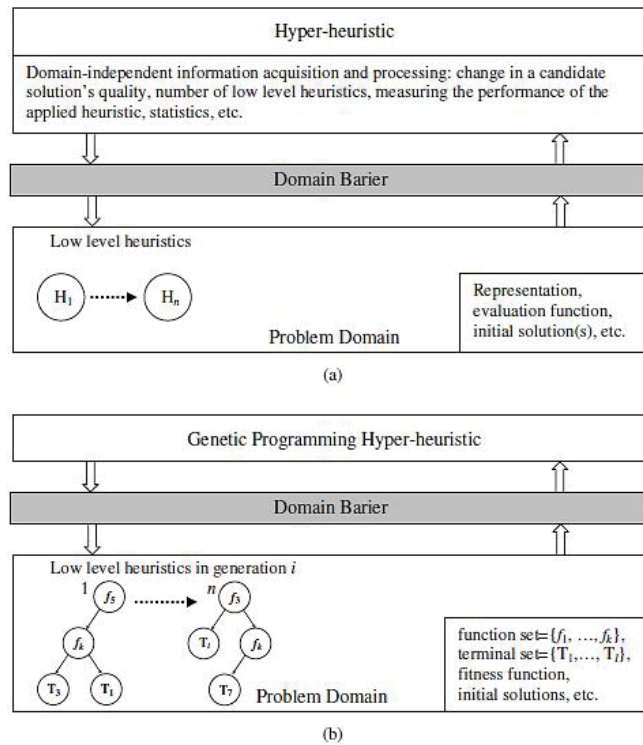 Hyper-heuristic
Domain-independent information acquisition and processing: change in a candidate
solution's quality, number of low level heuristics, measuring the performance of the
applied heuristic, statistics, etc.
Domain Barier
Low level heuristics
H1
Hn
Representation,
evaluation function,
initial solution(s), etc.
Problem Domain
(a)
Genetic Programming Hyper-heuristic
Domain Barier
Low level heuristics in generation i
1
f5
n
f3
fk
Tl
fk
T3
T1
T7
function set={f1, ...,fk},
terminal set={T1,..., Tl},
fitness function,
initial solutions, etc.
Problem Domain
(b)